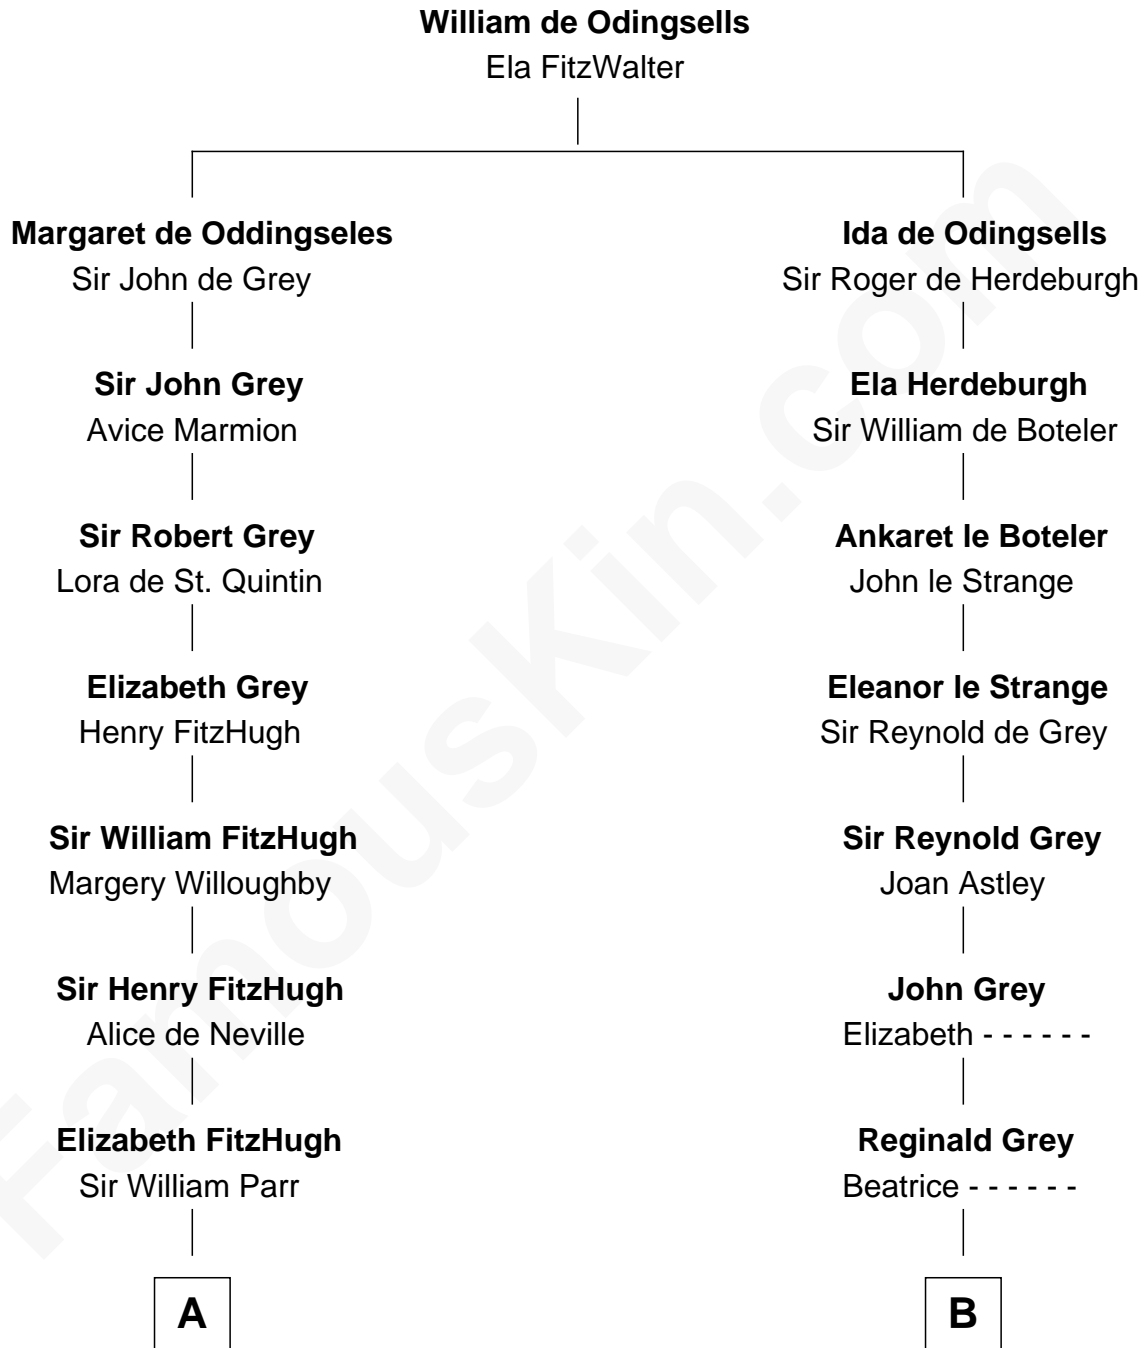 William de Odingsells
Ela FitzWalter
Margaret de Oddingseles
Sir John de Grey
Sir John Grey
Avice Marmion
Sir Robert Grey
Lora de St. Quintin
Elizabeth Grey
Henry FitzHugh
Sir William FitzHugh
Margery Willoughby
Sir Henry FitzHugh
Alice de Neville
Elizabeth FitzHugh
Sir William Parr
A
Ida de Odingsells
Sir Roger de Herdeburgh
Ela Herdeburgh
Sir William de Boteler
Ankaret le Boteler
John le Strange
Eleanor le Strange
Sir Reynold de Grey
Sir Reynold Grey
Joan Astley
John Grey
Elizabeth - - - - - -
Reginald Grey
Beatrice - - - - - -
B
FamousKin.com